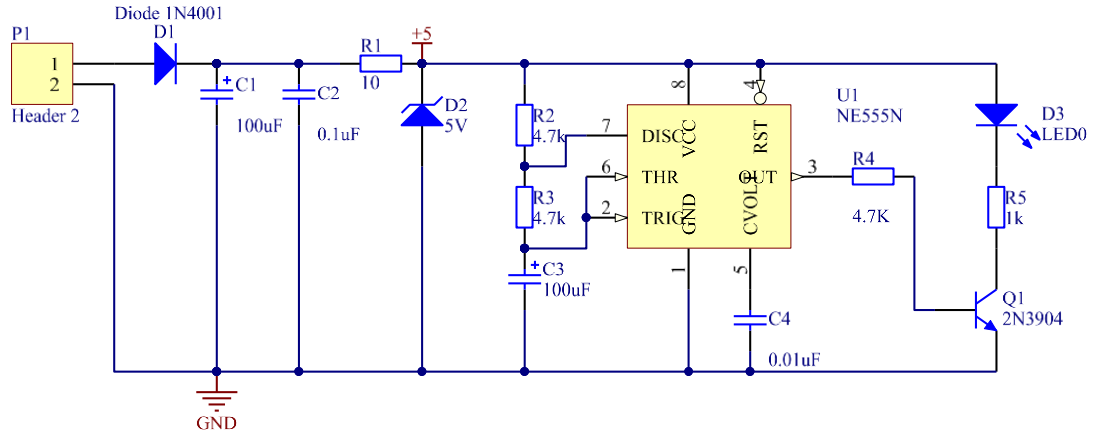 Diode 1N4001
P1
D1
+5
R1
1
2
10
C1
C2
D2
5V
Header 2
100uF
0.1uF
R2
4.7k
R3
4.7k
C3
100uF
8
4
U1
NE555N
7
DISC
VCC
RST
6
THR
OUT
3
2
TRIG
GND
CVOLT
1
5
R4
4.7K
D3
LED0
R5
1k
Q1
2N3904
C4
0.01uF
GND